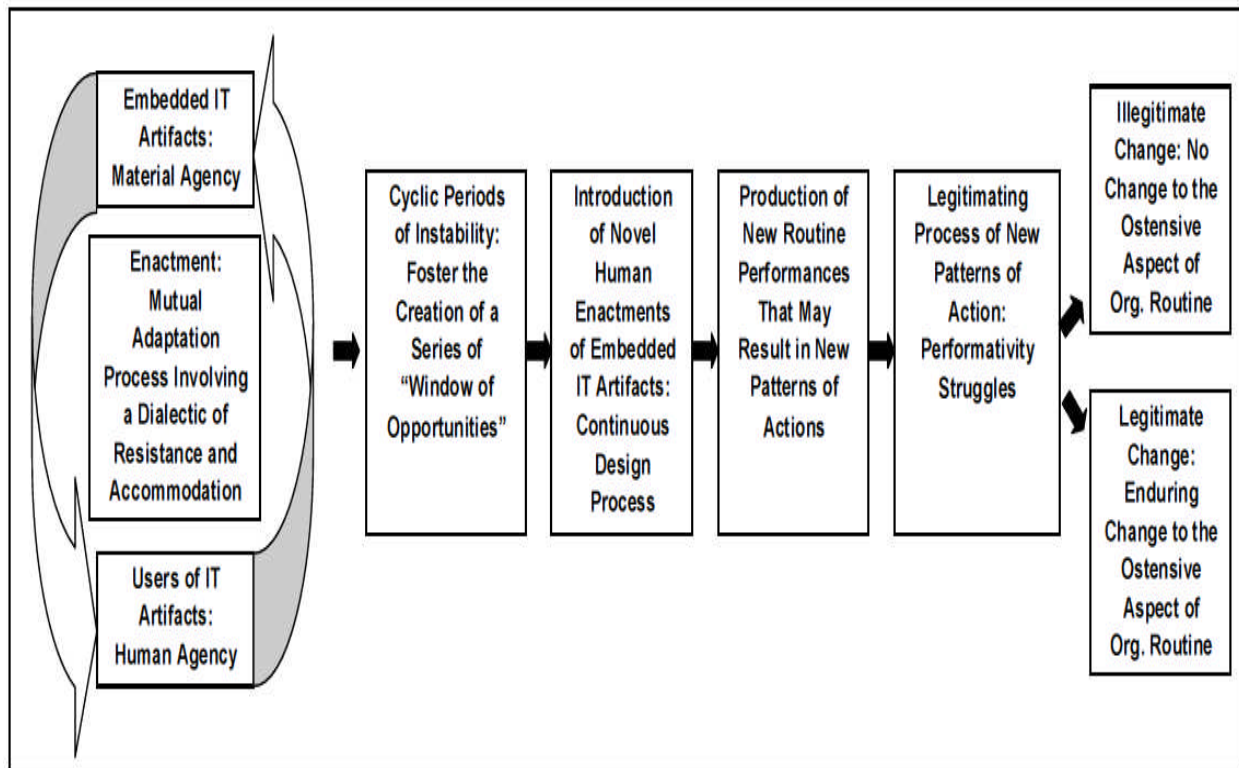 Embedded IT
Artifacts:
Material Agency
Enactment:
Mutual
Adaptation
Process Involving
a Dialectic of
Resistance and
Accommodation
Users of IT
Artifacts:
Human Agency
Cyclic Periods
of Instability:
Foster the
Creation of a
Series of
“Window of
Opportunities”
Introduction
of Novel
Human
Enactments
of Embedded
IT Artifacts:
Continuous
Design
Process
Production of
New Routine
Performances
That May
Result in New
Patterns of
Actions
Legitimating
Process of New
Patterns of
Action:
Performativity
Struggles
Illegitimate
Change: No
Change to the
Ostensive
Aspect of
Org. Routine
Legitimate
Change:
Enduring
Change to the
Ostensive
Aspect of
Org. Routine